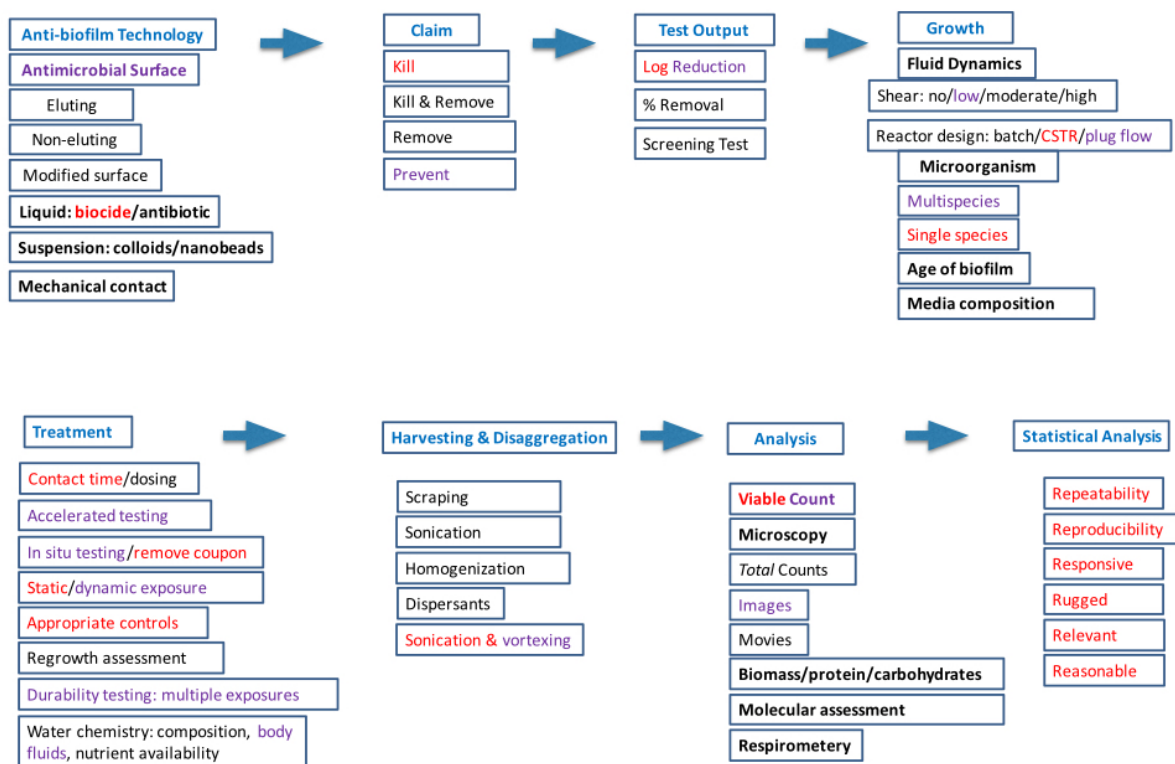 Anti-biofilm Technology
Antimicrobial Surface
Eluting
Non-eluting
Modified surface
Liquid: biocide/antibiotic
Suspension: colloids/nanobeads
Mechanical contact
Claim
Kill
Kill & Remove
Remove
Prevent
Test Output
Log Reduction
% Removal
Screening Test
Growth
Fluid Dynamics
Shear: no/low/moderate/high
Reactor design: batch/CSTR/plug flow
Microorganism
Multispecies
Single species
Age of biofilm
Media composition
Treatment
Contact time/dosing
Accelerated testing
In situ testing/remove coupon
Static/dynamic exposure
Appropriate controls
Regrowth assessment
Durability testing: multiple exposures
Water chemistry: composition, body
fluids, nutrient availability
Harvesting & Disaggregation
Scraping
Sonication
Homogenization
Dispersants
Sonication & vortexing
Analysis
Viable Count
Microscopy
Total Counts
Images
Movies
Biomass/protein/carbohydrates
Molecular assessment
Respirometery
Statistical Analysis
Repeatability
Reproducibility
Responsive
Rugged
Relevant
Reasonable